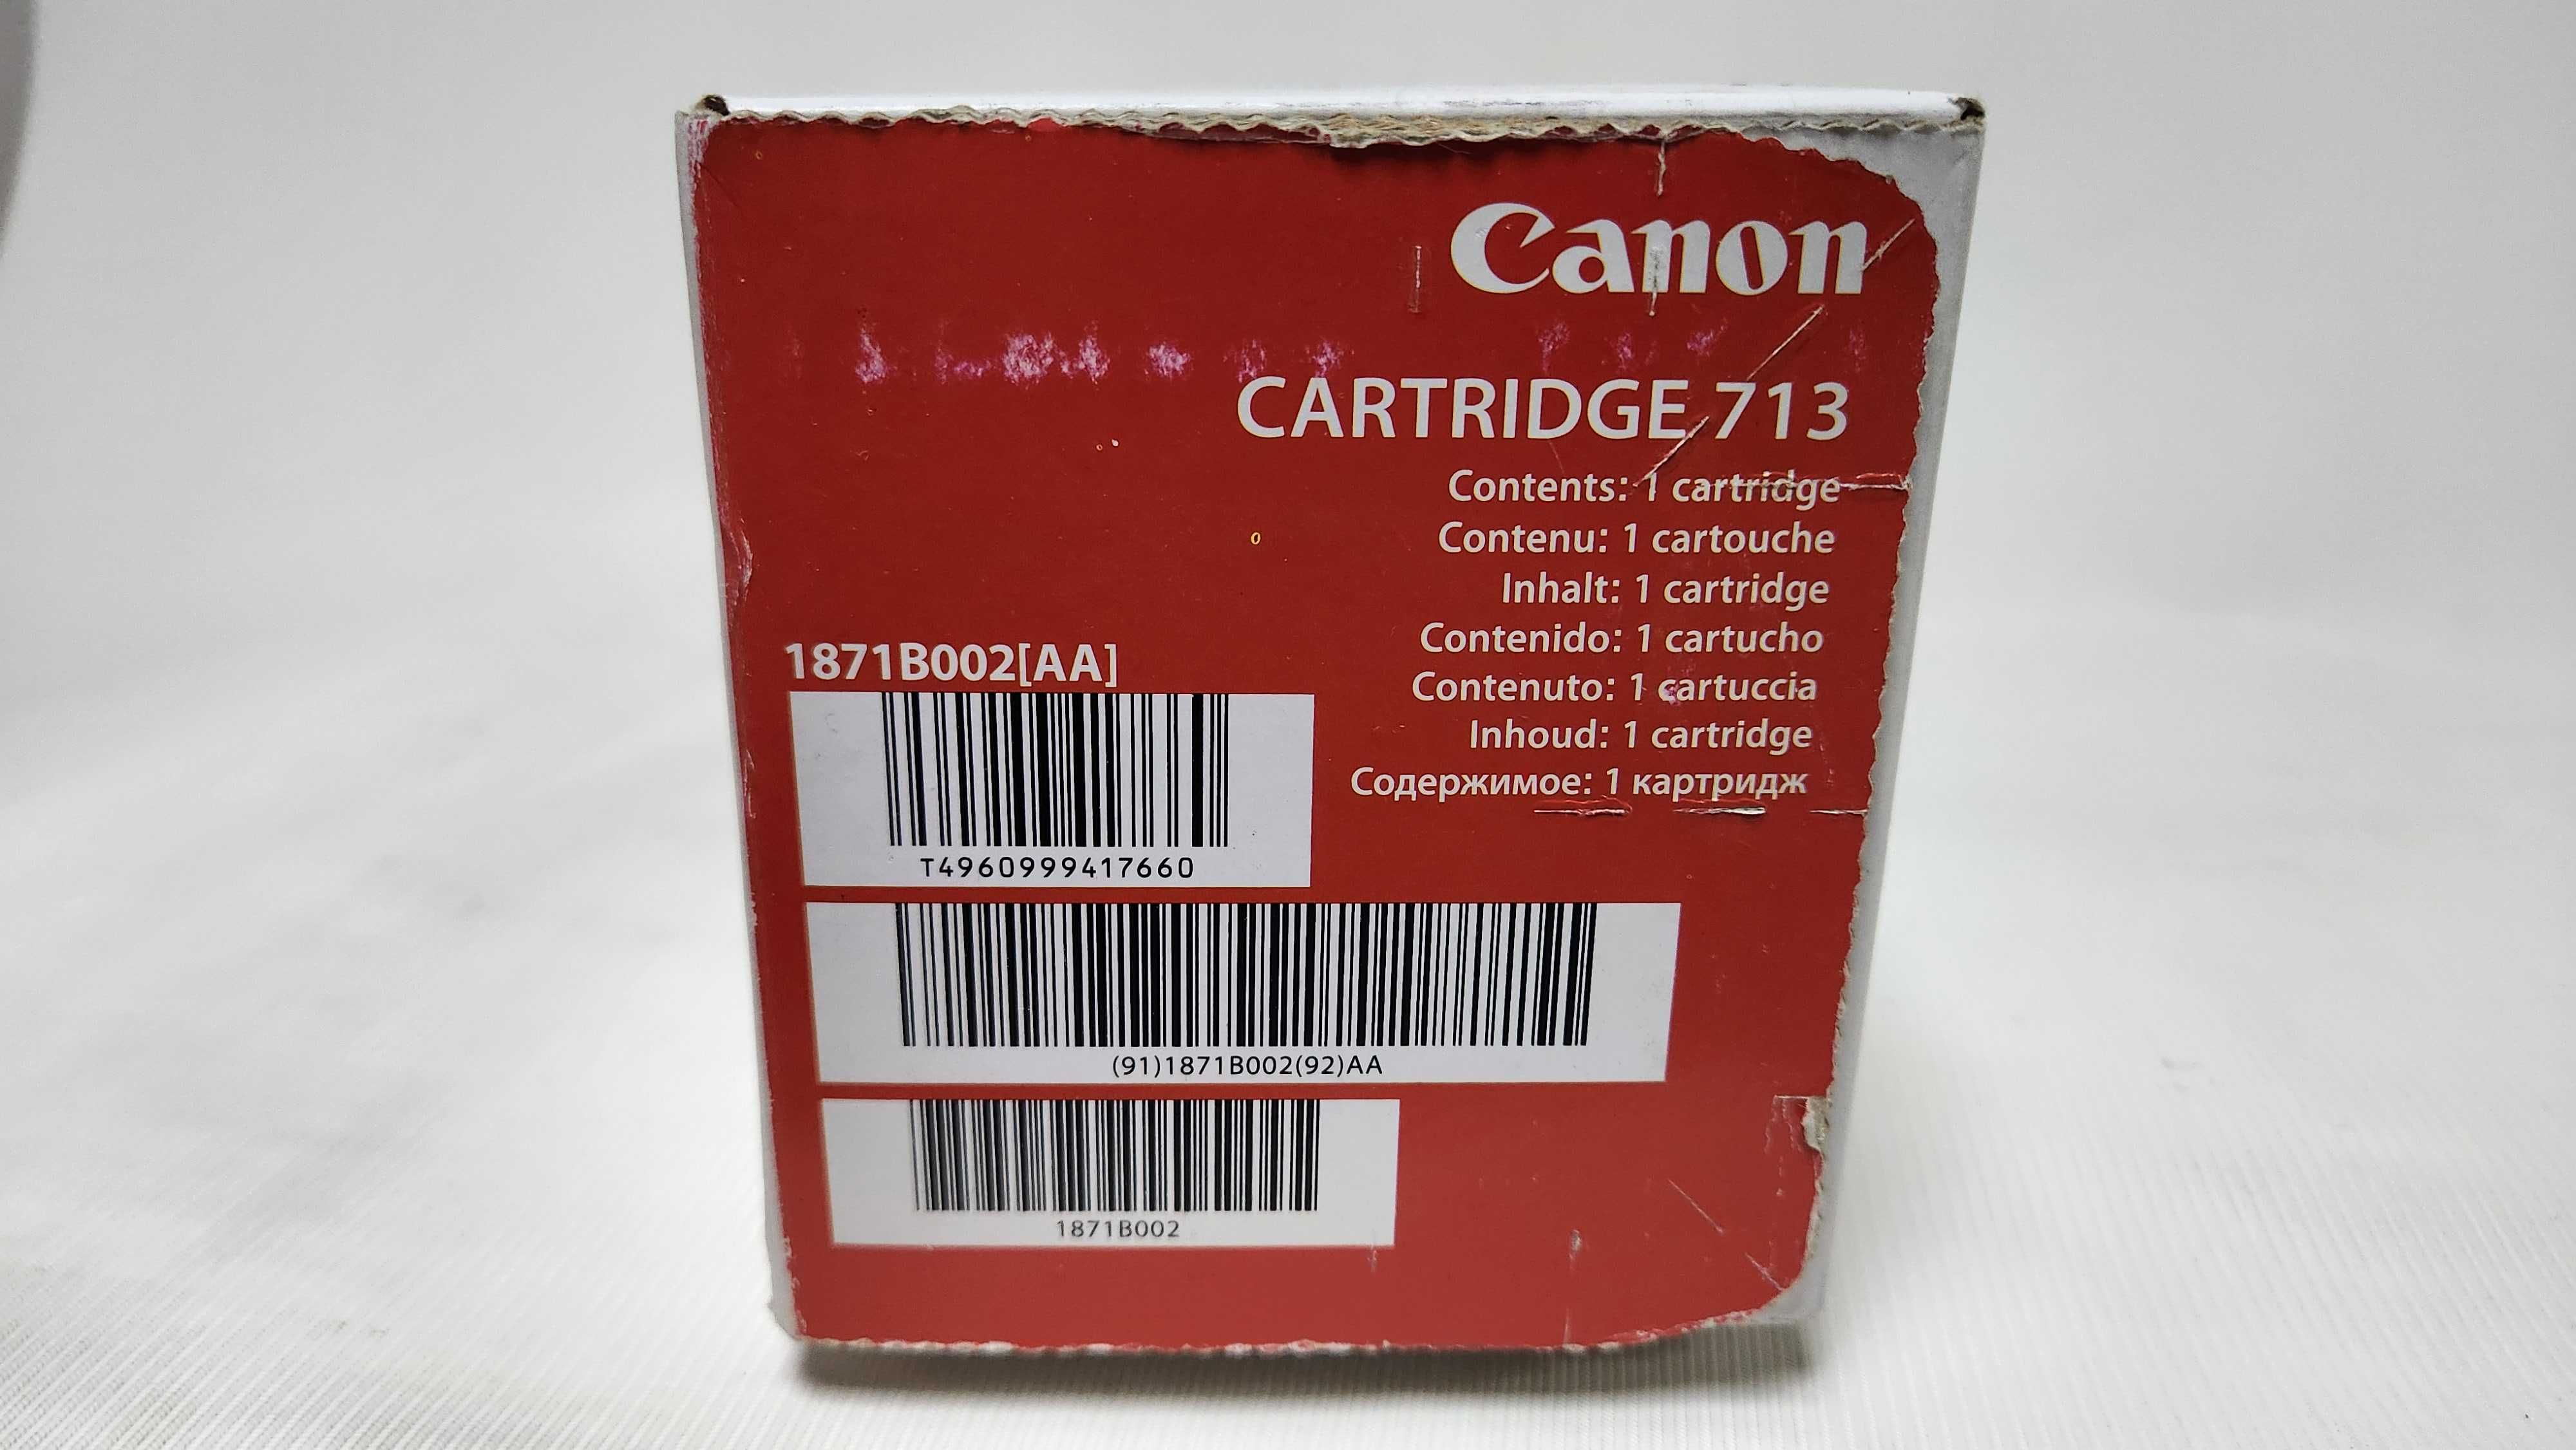 Canon
CARTRIDGE 713
Contents: 1 cartridge
Contenu: 1 cartouche
Inhalt: 1 cartridge
Contenido: 1 cartucho
Contenuto: 1 cartuccia
Inhoud: 1 cartridge
Содержимое: 1 картридж
1871B002[AA]
T4960999417660
(91)1871B002(92)AA
1871B002